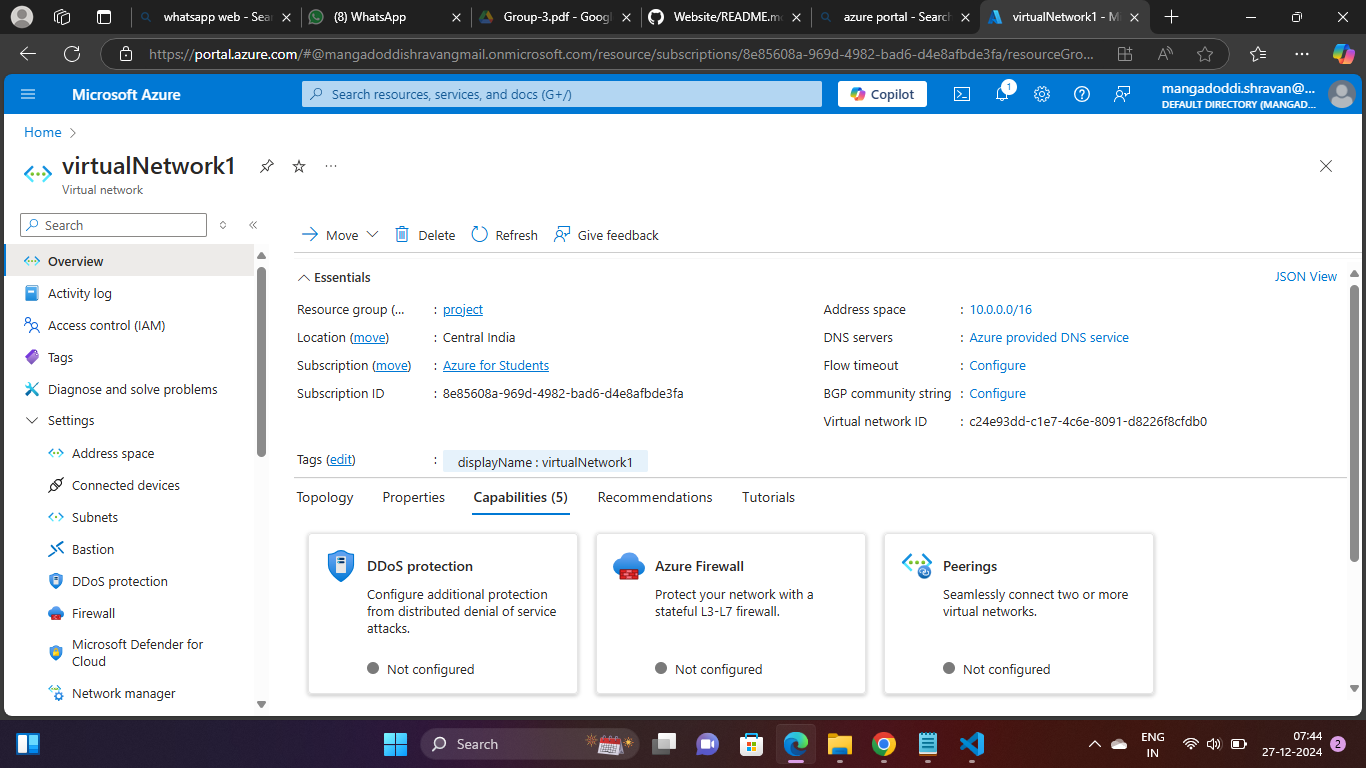 whatsapp web - Sear
(8) WhatsApp
Group-3.pdf - Googl
Website/README.m
azure portal - Search
virtualNetwork1 - M
https://portal.azure.com/#@mangadoddishravangmail.onmicrosoft.com/resource/subscriptions/8e85608a-969d-4982-bad6-d4e8afbde3fa/resourceGro...
Microsoft Azure
Search resources, services, and docs (G+/)
Copilot
1
mangadoddi.shravan@...
DEFAULT DIRECTORY (MANGAD...
Home
virtualNetwork1
Virtual network
Search
Overview
Activity log
Access control (IAM)
Tags
Diagnose and solve problems
Settings
Address space
Connected devices
Subnets
Bastion
DDoS protection
Firewall
Microsoft Defender for
Cloud
Network manager
Move
Delete
Refresh
Give feedback
Essentials
JSON View
Resource group (... : project
Location (move) : Central India
Subscription (move) : Azure for Students
Subscription ID : 8e85608a-969d-4982-bad6-d4e8afbde3fa
Address space : 10.0.0.0/16
DNS servers : Azure provided DNS service
Flow timeout : Configure
BGP community string : Configure
Virtual network ID : c24e93dd-c1e7-4c6e-8091-d8226f8cfdb0
Tags (edit) : displayName : virtualNetwork1
Topology
Properties
Capabilities (5)
Recommendations
Tutorials
DDoS protection
Configure additional protection
from distributed denial of service
attacks.
Not configured
Azure Firewall
Protect your network with a
stateful L3-L7 firewall.
Not configured
Peerings
Seamlessly connect two or more
virtual networks.
Not configured
Search
ENG
IN
07:44
27-12-2024
2